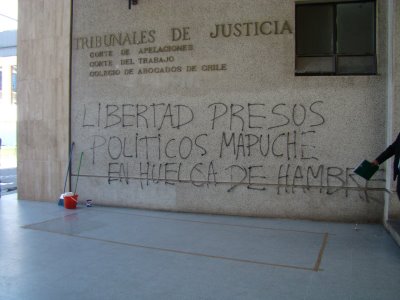 TRIBUNALES DE JUSTICIA
CORTE DE APELACIONES
CORTE DEL TRABAJO
COLEGIO DE ABOGADOS DE CHILE
LIBERTAD PRESOS
POLITICOS MAPUCHE
EN HUELGA DE HAMBRE